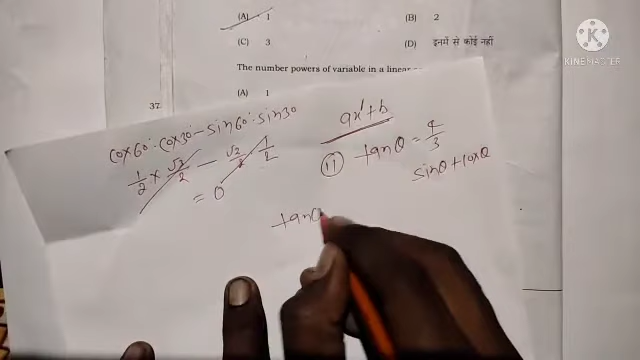 (A) 1 (B) 2
(C) 3 (D) इनमें से कोई नहीं
The number powers of variable in a linear
37.
(A) 1
cos60°·cos30° - sin60°·sin30°
1/2 × √3/2 - √3/2 · 1/2
= 0
ax¹+b
11 tanθ = 4/3
sinθ + cosθ
tanθ
KINEMASTER